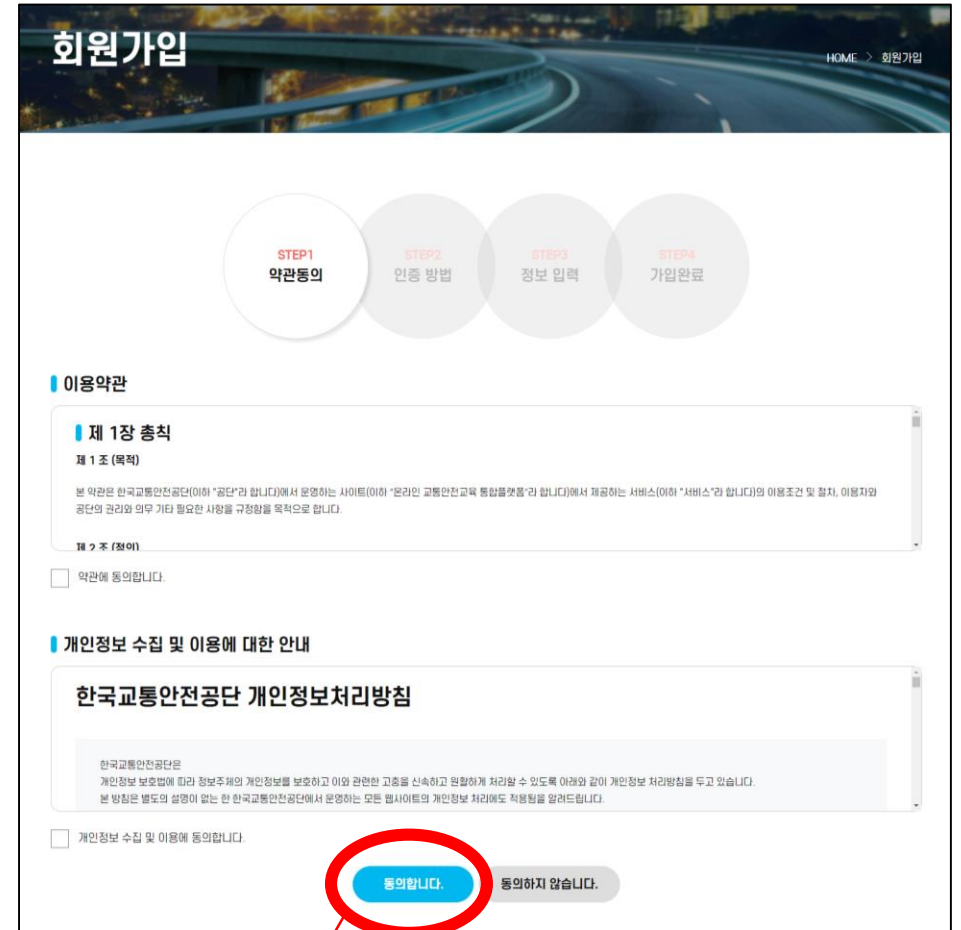 회원가입
HOME > 회원가입
STEP1
약관동의
STEP2
인증 방법
STEP3
정보 입력
STEP4
가입완료
이용약관
제 1장 총칙
제 1 조 (목적)
본 약관은 한국교통안전공단(이하 "공단"라 합니다)에서 운영하는 사이트(이하 "온라인 교통안전교육 통합플랫폼"라 합니다)에서 제공하는 서비스(이하 "서비스"라 합니다)의 이용조건 및 절차, 이용자와
공단의 권리와 의무 기타 필요한 사항을 규정함을 목적으로 합니다.
제 2 조 (정의)
약관에 동의합니다.
개인정보 수집 및 이용에 대한 안내
한국교통안전공단 개인정보처리방침
한국교통안전공단은
개인정보 보호법에 따라 정보주체의 개인정보를 보호하고 이와 관련한 고충을 신속하고 원활하게 처리할 수 있도록 아래와 같이 개인정보 처리방침을 두고 있습니다.
본 방침은 별도의 설명이 없는 한 한국교통안전공단에서 운영하는 모든 웹사이트의 개인정보 처리에도 적용됨을 알려드립니다.
개인정보 수집 및 이용에 동의합니다.
동의합니다.
동의하지 않습니다.